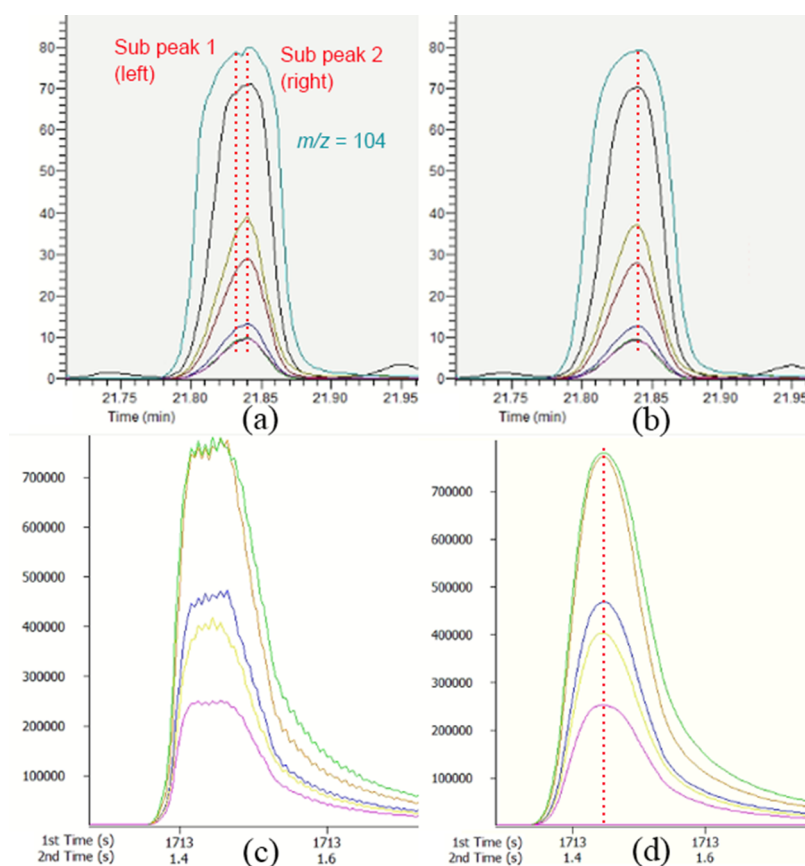 80
70
60
50
40
30
20
10
0
Sub peak 1
(left)
Sub peak 2
(right)
m/z = 104
21.75 21.80 21.85 21.90 21.95
Time (min)
(a)
80
70
60
50
40
30
20
10
0
21.75 21.80 21.85 21.90 21.95
Time (min)
(b)
700000
600000
500000
400000
300000
200000
100000
1st Time (s) 1713 1713
2nd Time (s) 1.4 1.6
(c)
700000
600000
500000
400000
300000
200000
100000
1st Time (s) 1713 1713
2nd Time (s) 1.4 1.6
(d)